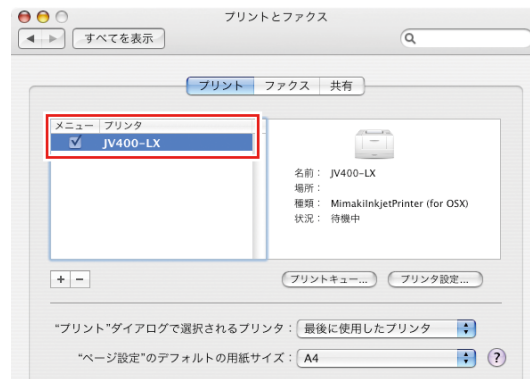 プリントとファクス
すべてを表示
プリント ファクス 共有
メニュー プリンタ
JV400-LX
名前： JV400-LX
場所：
種類： MimakiInkjetPrinter (for OSX)
状況： 待機中
+ −
プリントキュー... プリンタ設定...
“プリント”ダイアログで選択されるプリンタ： 最後に使用したプリンタ
“ページ設定”のデフォルトの用紙サイズ： A4 ?